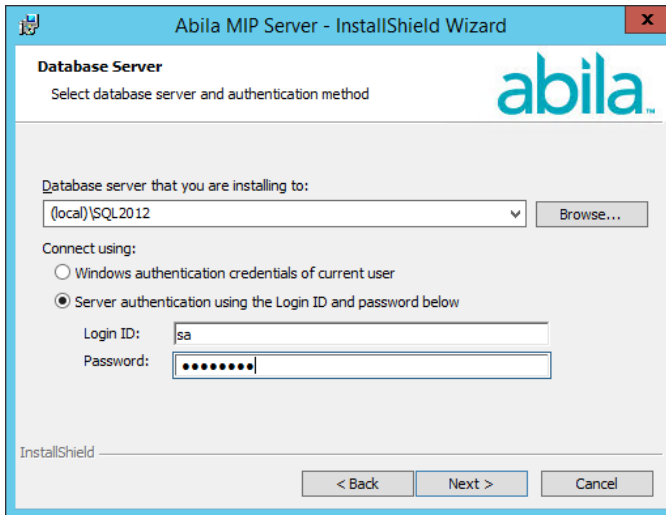 Abila MIP Server - InstallShield Wizard
x
Database Server
Select database server and authentication method
abila
Database server that you are installing to:
(local)\SQL2012
Browse...
Connect using:
Windows authentication credentials of current user
Server authentication using the Login ID and password below
Login ID:
sa
Password:
●●●●●●●●
InstallShield
< Back
Next >
Cancel